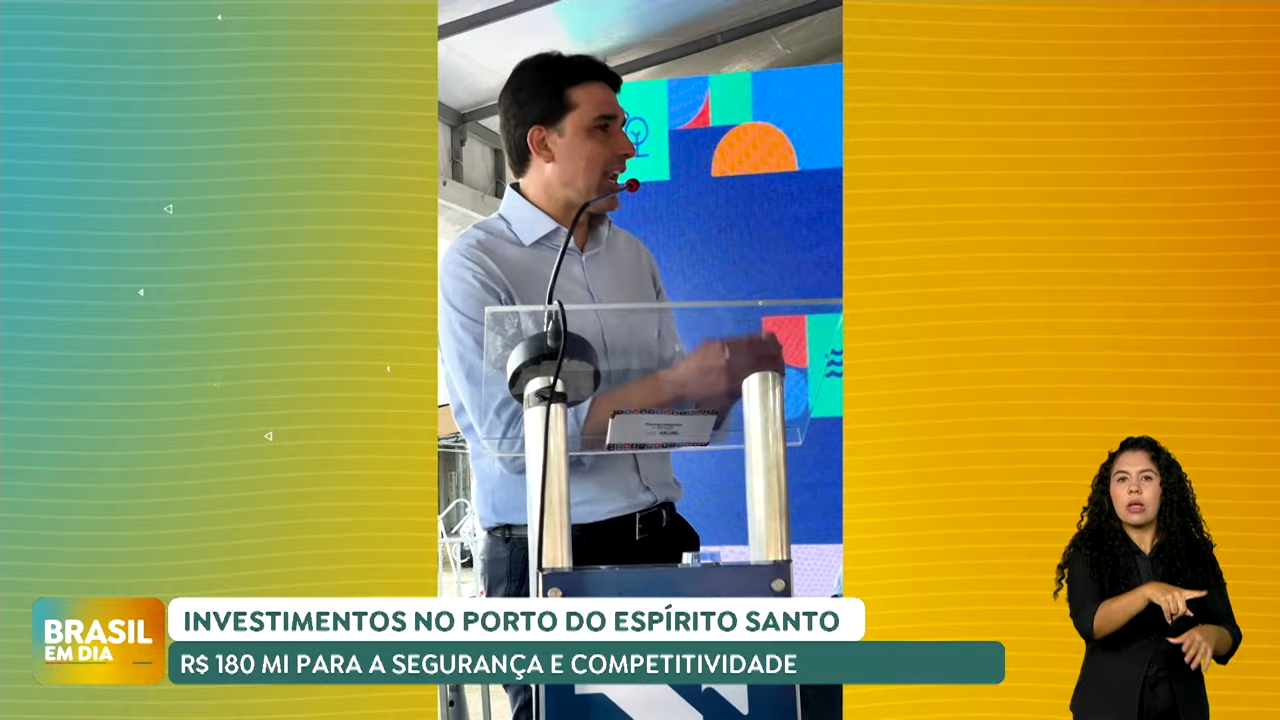 INVESTIMENTOS NO PORTO DO ESPÍRITO SANTO
BRASIL
EM DIA
R$ 180 MI PARA A SEGURANÇA E COMPETITIVIDADE